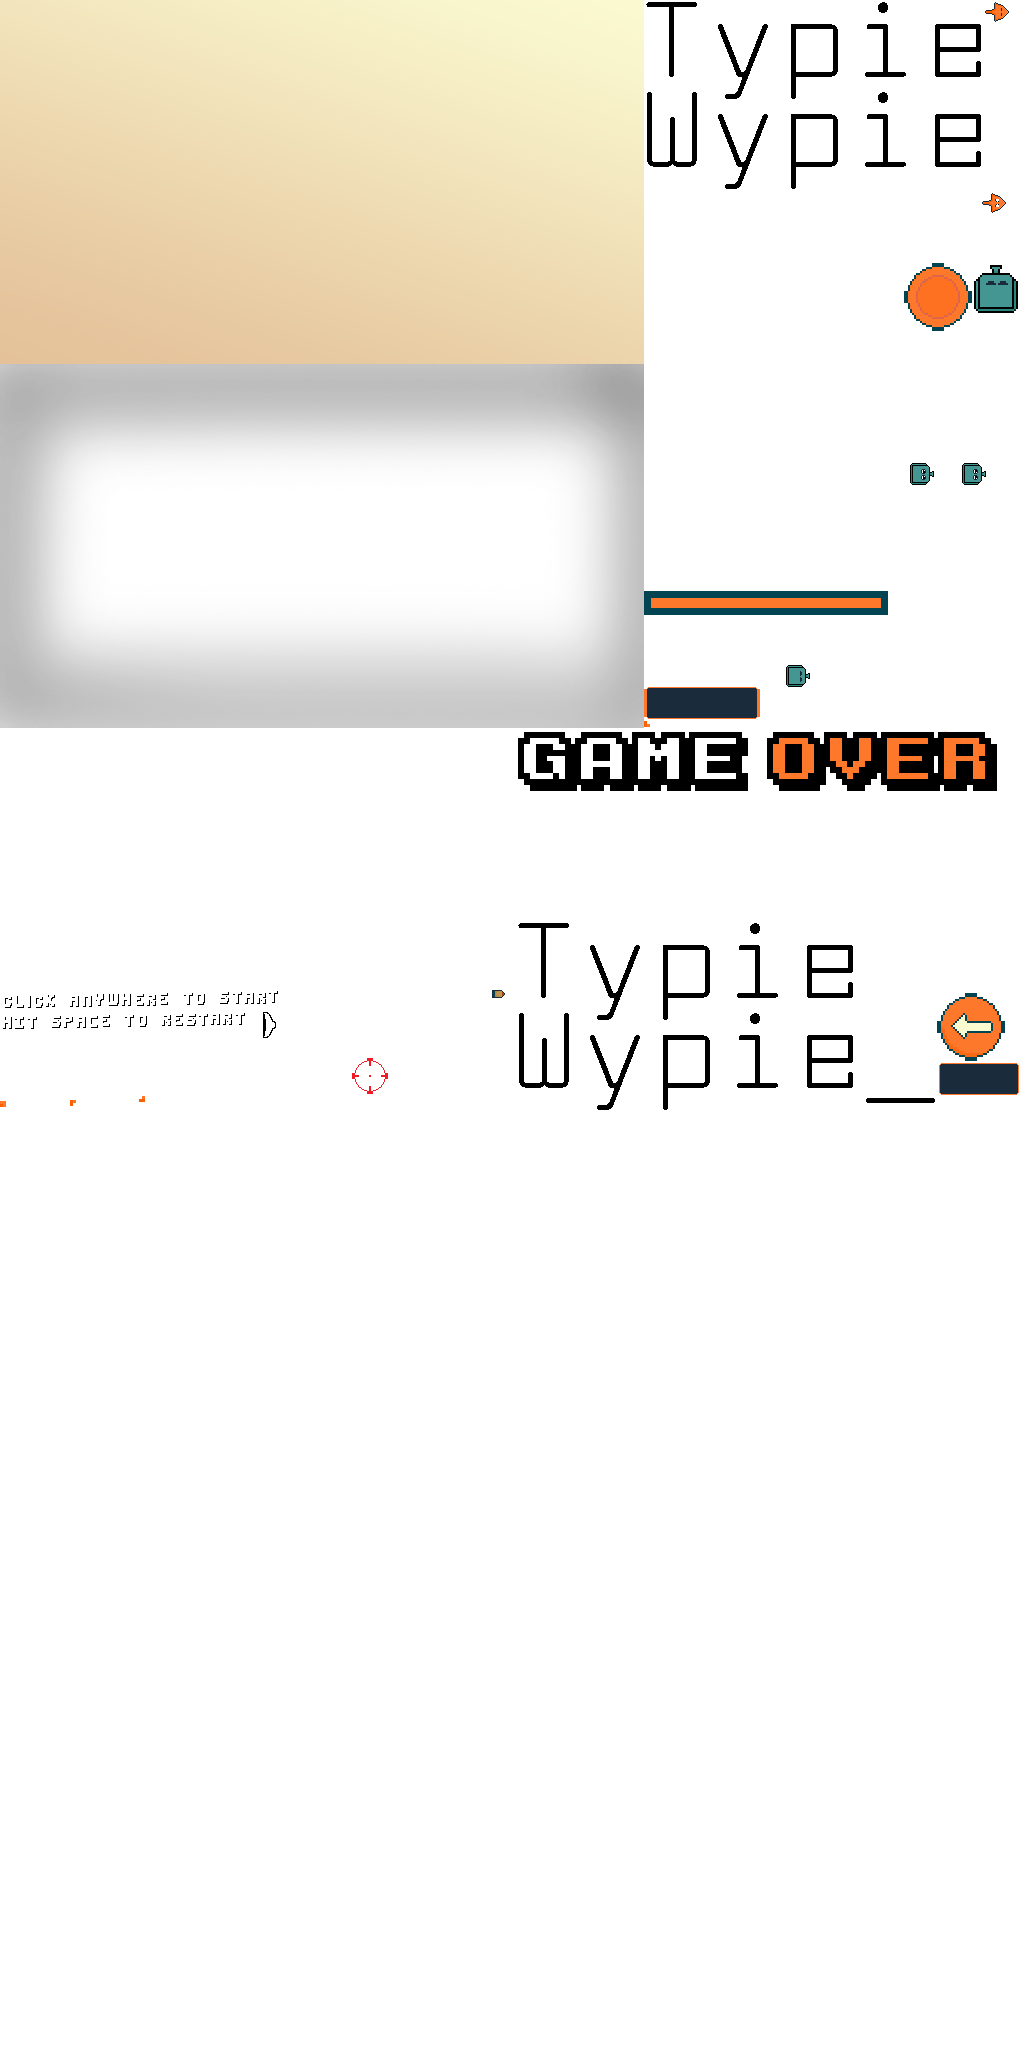 Typie
Wypie
GAME OVER
Typie
Wypie_
CLICK ANYWHERE TO START
HIT SPACE TO RESTART